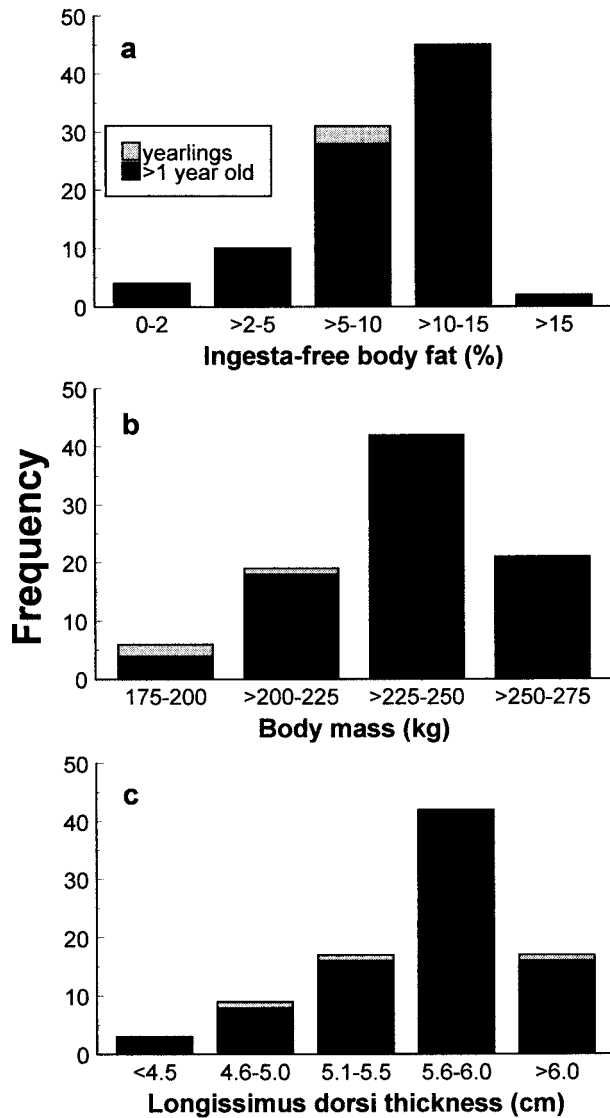 Frequency
a
50
40
30
20
10
0
yearlings
>1 year old
0-2 >2-5 >5-10 >10-15 >15
Ingesta-free body fat (%)
b
50
40
30
20
10
0
175-200 >200-225 >225-250 >250-275
Body mass (kg)
c
50
40
30
20
10
0
<4.5 4.6-5.0 5.1-5.5 5.6-6.0 >6.0
Longissimus dorsi thickness (cm)